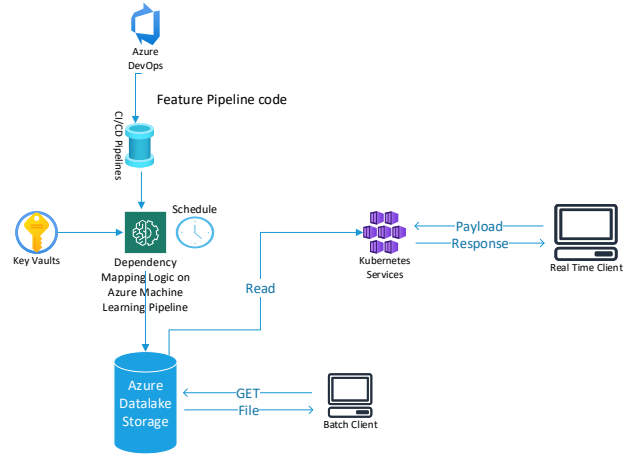 Azure
DevOps
Feature Pipeline code
CI/CD Pipelines
Schedule
Key Vaults
Dependency
Mapping Logic on
Azure Machine
Learning Pipeline
Kubernetes
Services
Payload
Response
Real Time Client
Read
Azure
Datalake
Storage
GET
File
Batch Client